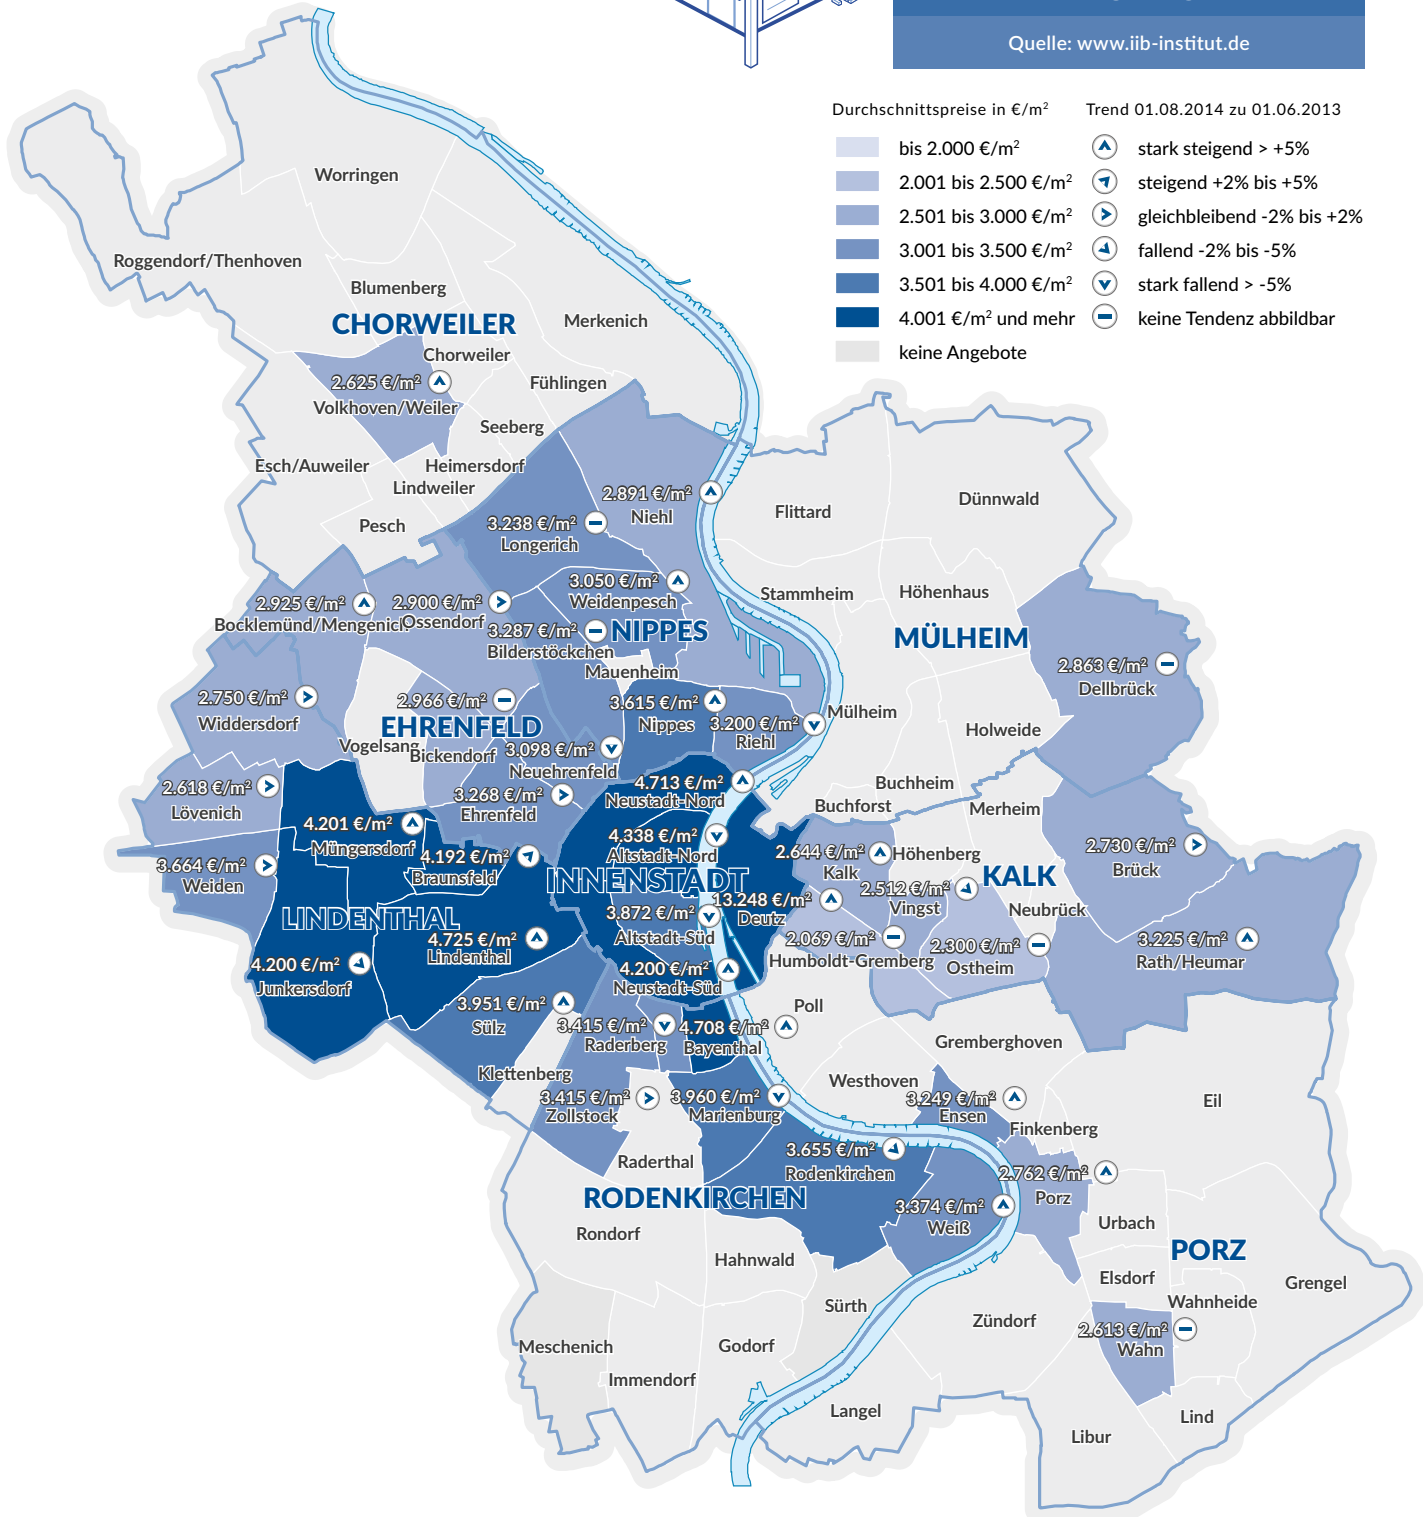 Quelle: www.iib-institut.de
Durchschnittspreise in €/m²
Trend 01.08.2014 zu 01.06.2013
bis 2.000 €/m²
stark steigend > +5%
2.001 bis 2.500 €/m²
steigend +2% bis +5%
2.501 bis 3.000 €/m²
gleichbleibend -2% bis +2%
3.001 bis 3.500 €/m²
fallend -2% bis -5%
3.501 bis 4.000 €/m²
stark fallend > -5%
4.001 €/m² und mehr
keine Tendenz abbildbar
keine Angebote
Worringen
Roggendorf/Thenhoven
Blumenberg
CHORWEILER
Merkenich
Chorweiler
2.625 €/m²
Volkhoven/Weiler
Fühlingen
Seeberg
Esch/Auweiler
Heimersdorf
Lindweiler
Pesch
2.891 €/m²
Niehl
3.238 €/m²
Longerich
Flittard
Dünnwald
3.050 €/m²
Weidenpesch
Stammheim
Höhenhaus
2.925 €/m²
Bocklemünd/Mengenich
2.900 €/m²
Ossendorf
3.287 €/m²
Bilderstöckchen
NIPPES
MÜLHEIM
Mauenheim
2.863 €/m²
Dellbrück
2.750 €/m²
Widdersdorf
2.966 €/m²
EHRENFELD
Vogelsang
Bickendorf
3.615 €/m²
Nippes
3.200 €/m²
Riehl
Mülheim
Holweide
3.098 €/m²
Neuehrenfeld
2.618 €/m²
Lövenich
3.268 €/m²
Ehrenfeld
4.713 €/m²
Neustadt-Nord
Buchheim
Buchforst
Merheim
4.201 €/m²
Müngersdorf
4.192 €/m²
Braunsfeld
4.338 €/m²
Altstadt-Nord
2.644 €/m²
Kalk
Höhenberg
2.730 €/m²
Brück
3.664 €/m²
Weiden
INNENSTADT
KALK
2.512 €/m²
Vingst
13.248 €/m²
Deutz
Neubrück
LINDENTHAL
3.872 €/m²
Altstadt-Süd
4.725 €/m²
Lindenthal
2.069 €/m²
Humboldt-Gremberg
2.300 €/m²
Ostheim
3.225 €/m²
Rath/Heumar
4.200 €/m²
Junkersdorf
4.200 €/m²
Neustadt-Süd
3.951 €/m²
Sülz
Poll
3.415 €/m²
Raderberg
4.708 €/m²
Bayenthal
Gremberghoven
Klettenberg
Westhoven
3.415 €/m²
Zollstock
3.960 €/m²
Marienburg
3.249 €/m²
Ensen
Eil
Finkenberg
3.655 €/m²
Rodenkirchen
Raderthal
2.762 €/m²
Porz
RODENKIRCHEN
3.374 €/m²
Weiß
Urbach
Rondorf
PORZ
Hahnwald
Elsdorf
Grengel
Sürth
Wahnheide
Zündorf
2.613 €/m²
Wahn
Meschenich
Godorf
Immendorf
Langel
Lind
Libur